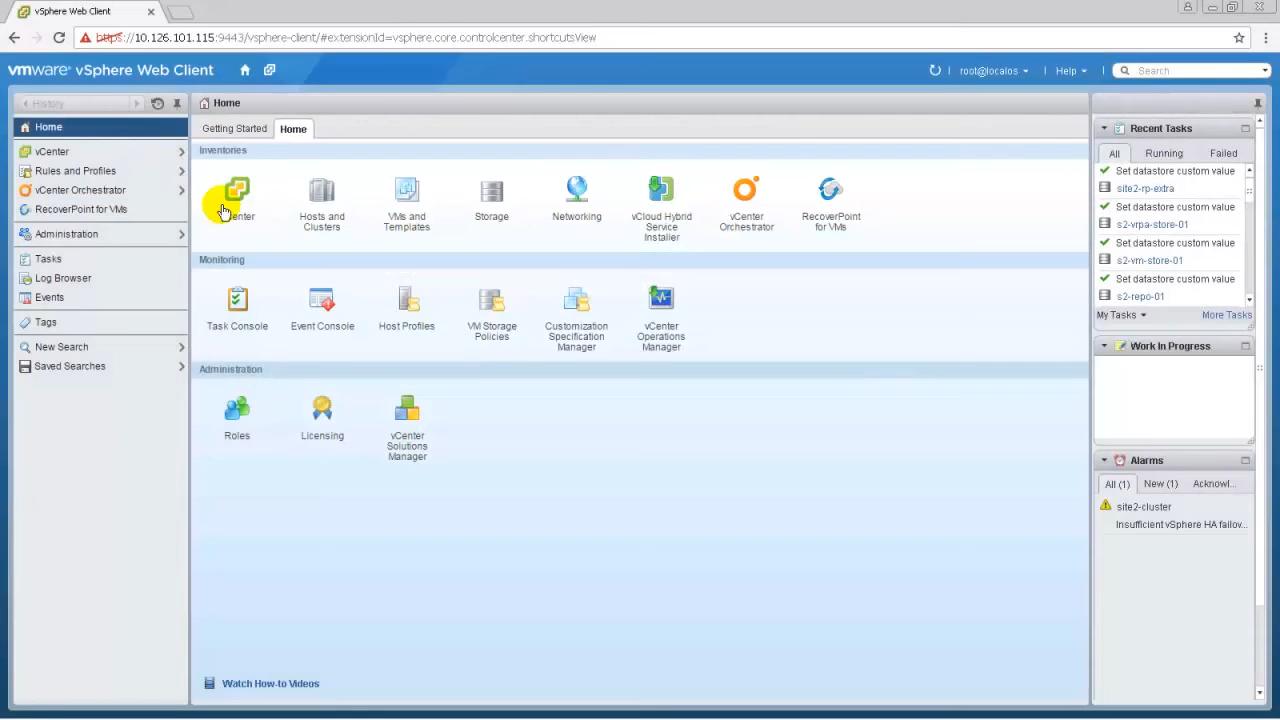 vSphere Web Client
https://10.126.101.115:9443/vsphere-client/#extensionId=vsphere.core.controlcenter.shortcutsView
vmware® vSphere Web Client
root@localos
Help
Search
History
Home
vCenter
Rules and Profiles
vCenter Orchestrator
RecoverPoint for VMs
Administration
Tasks
Log Browser
Events
Tags
New Search
Saved Searches
Home
Getting Started
Home
Inventories
Hosts and
Clusters
VMs and
Templates
Storage
Networking
vCloud Hybrid
Service
Installer
vCenter
Orchestrator
RecoverPoint
for VMs
Monitoring
Task Console
Event Console
Host Profiles
VM Storage
Policies
Customization
Specification
Manager
vCenter
Operations
Manager
Administration
Roles
Licensing
vCenter
Solutions
Manager
Watch How-to Videos
Recent Tasks
All
Running
Failed
Set datastore custom value
site2-rp-extra
Set datastore custom value
s2-vrpa-store-01
Set datastore custom value
s2-vm-store-01
Set datastore custom value
s2-repo-01
My Tasks
More Tasks
Work In Progress
Alarms
All (1)
New (1)
Acknowl...
site2-cluster
Insufficient vSphere HA failov...